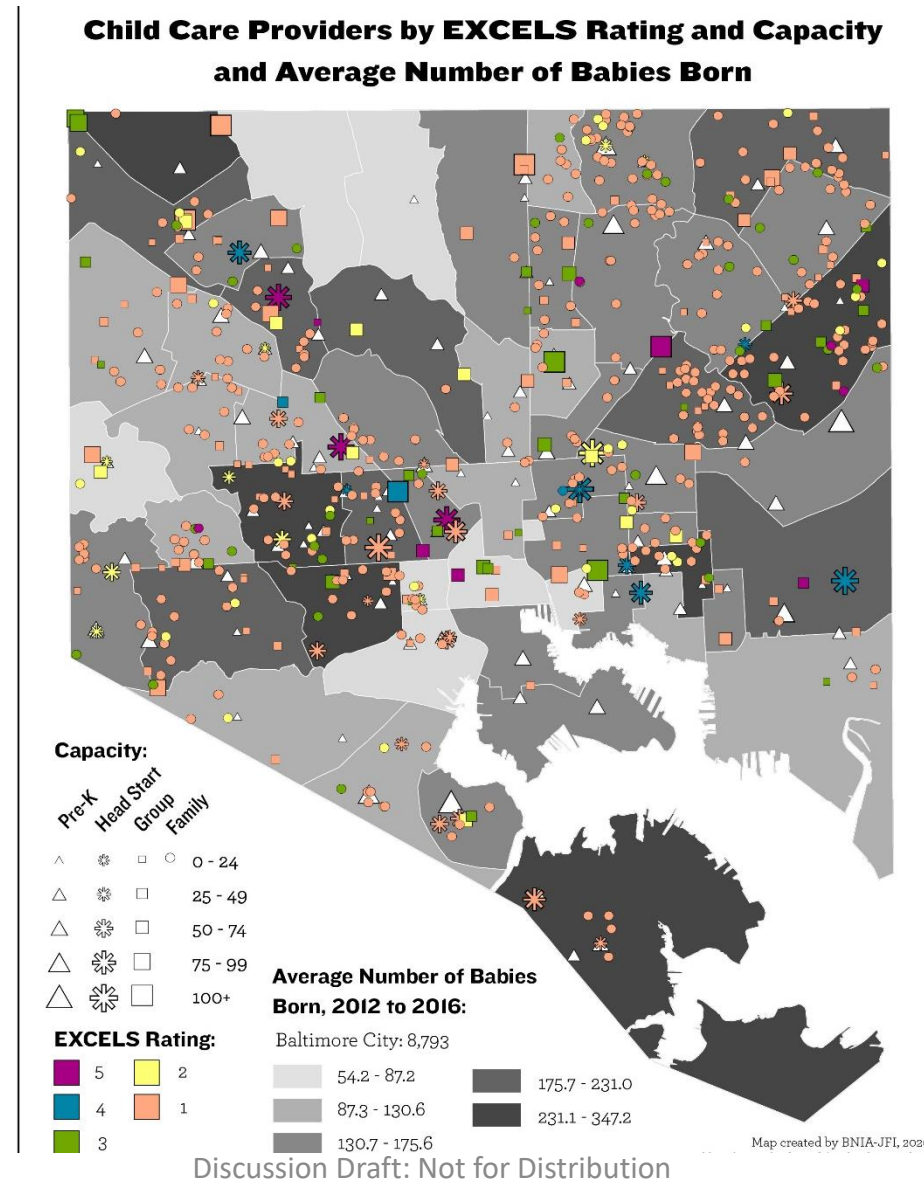 Child Care Providers by EXCELS Rating and Capacity
and Average Number of Babies Born
Capacity:
Pre-K
Head Start
Group
Family
0 - 24
25 - 49
50 - 74
75 - 99
100+
EXCELS Rating:
5
2
4
1
3
Average Number of Babies
Born, 2012 to 2016:
Baltimore City: 8,793
54.2 - 87.2
175.7 - 231.0
87.3 - 130.6
231.1 - 347.2
130.7 - 175.6
Map created by BNIA-JFI,
Discussion Draft: Not for Distribution